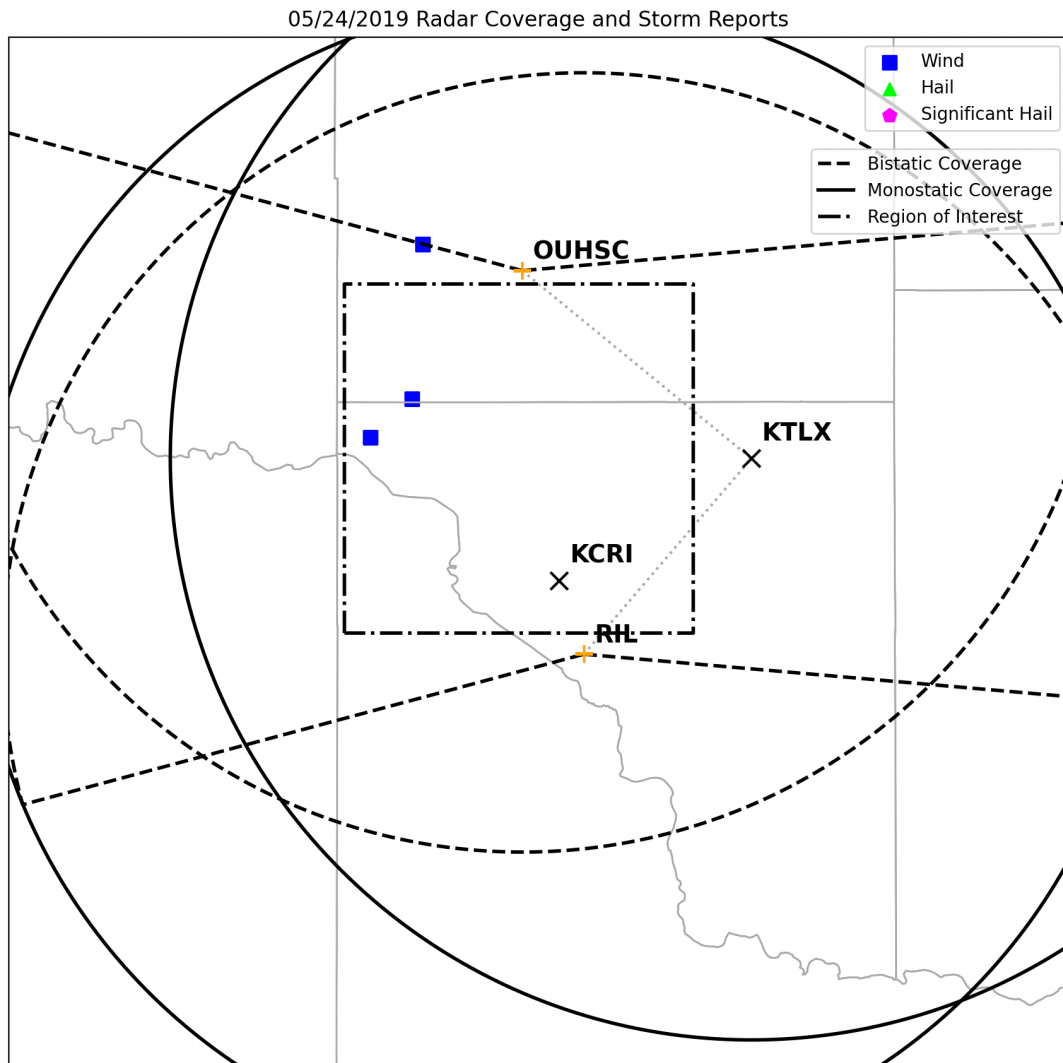 05/24/2019 Radar Coverage and Storm Reports
Wind
Hail
Significant Hail
Bistatic Coverage
Monostatic Coverage
Region of Interest
OUHSC
KTLX
KCRI
RIL